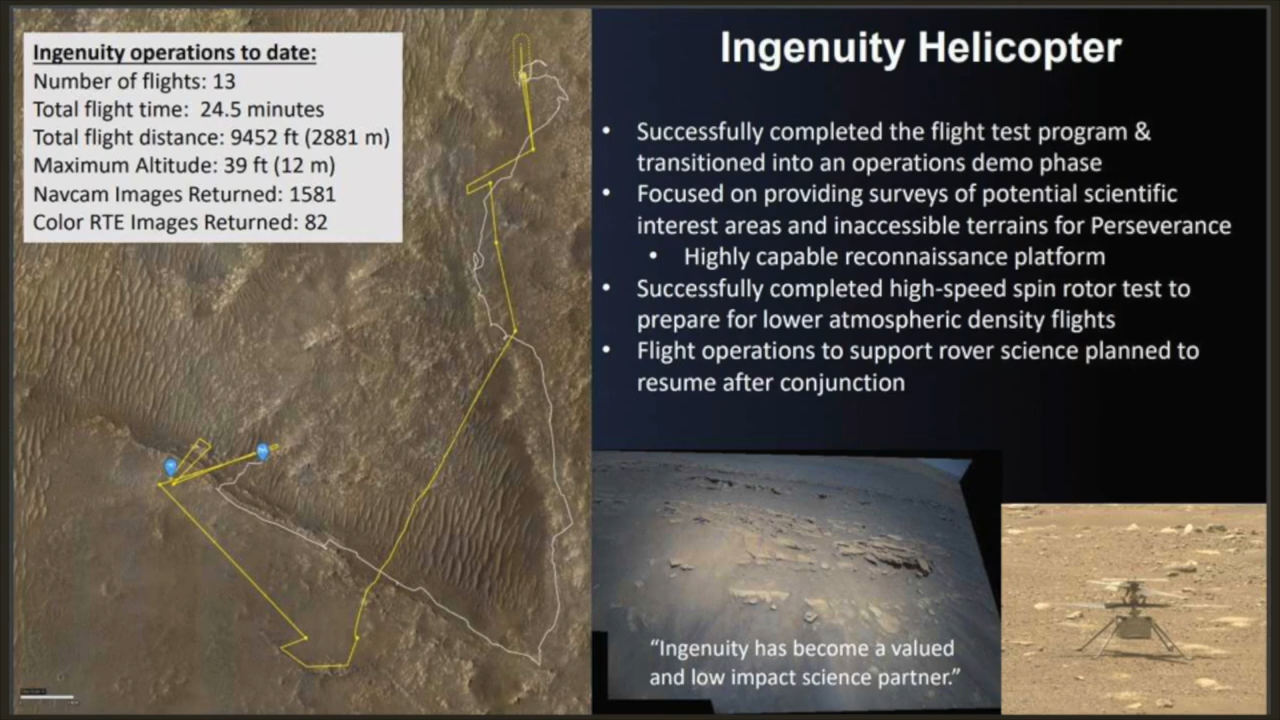 Ingenuity operations to date:
Number of flights: 13
Total flight time: 24.5 minutes
Total flight distance: 9452 ft (2881 m)
Maximum Altitude: 39 ft (12 m)
Navcam Images Returned: 1581
Color RTE Images Returned: 82
Ingenuity Helicopter
• Successfully completed the flight test program &
transitioned into an operations demo phase
• Focused on providing surveys of potential scientific
interest areas and inaccessible terrains for Perseverance
• Highly capable reconnaissance platform
• Successfully completed high-speed spin rotor test to
prepare for lower atmospheric density flights
• Flight operations to support rover science planned to
resume after conjunction
“Ingenuity has become a valued
and low impact science partner.”